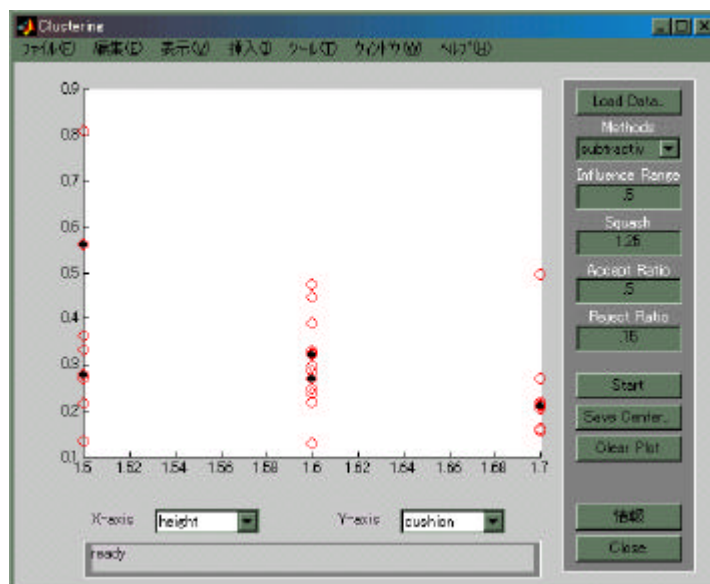 Clustering
ファイル(F) 編集(E) 表示(V) 挿入(I) ツール(T) ウィンドウ(W) ヘルプ(H)
0.9
0.8
0.7
0.6
0.5
0.4
0.3
0.2
0.1
1.5 1.52 1.54 1.56 1.58 1.6 1.62 1.64 1.66 1.68 1.7
X-axis height Y-axis cushion
ready
Load Data..
Methods
subtractiv
Influence Range
.5
Squash
1.25
Accept Ratio
.5
Reject Ratio
.15
Start
Save Center..
Clear Plot
情報
Close